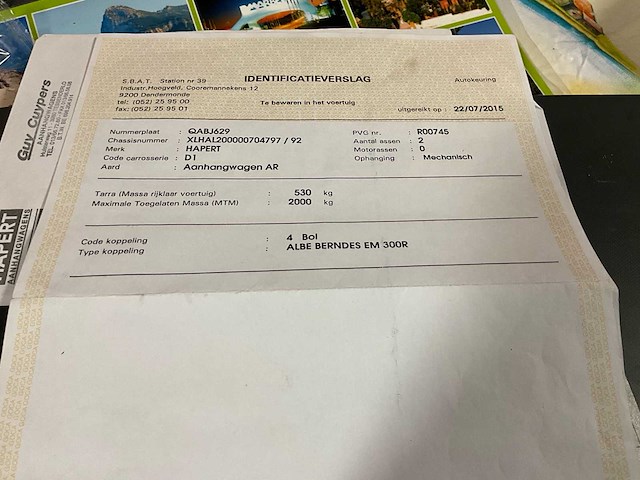 S.B.A.T. Station nr 39
Industr.Hoogveld, Cooremannekens 12
9200 Dendermonde
tel: (052) 25 95 00
fax: (052) 25 95 01
IDENTIFICATIEVERSLAG
Te bewaren in het voertuig
Autokeuring
uitgereikt op : 22/07/2015
Nummerplaat : QABJ629
Chassisnummer : XLHAL200000704797 / 92
Merk : HAPERT
Code carrosserie : D1
Aard : Aanhangwagen AR
PVG nr. : R00745
Aantal assen : 2
Motorassen : 0
Ophanging : Mechanisch
Tarra (Massa rijklaar voertuig) : 530 kg
Maximale Toegelaten Massa (MTM) : 2000 kg
Code koppeling : 4 Bol
Type koppeling : ALBE BERNDES EM 300R
Guy Cuypers
AANHANGWAGENS
HAPERT
AANHANGWAGENS